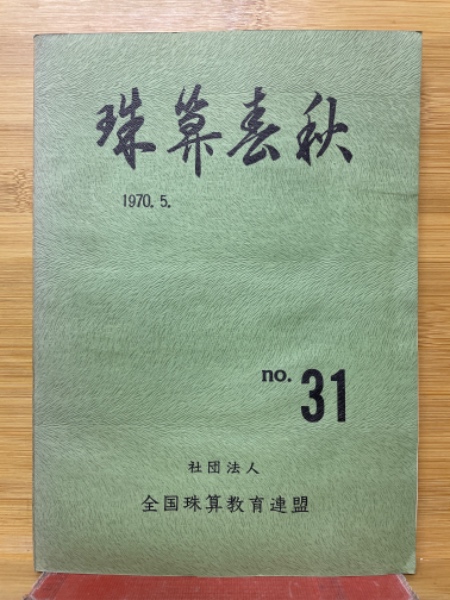 珠算春秋
1970. 5.
no. 31
社団法人
全国珠算教育連盟